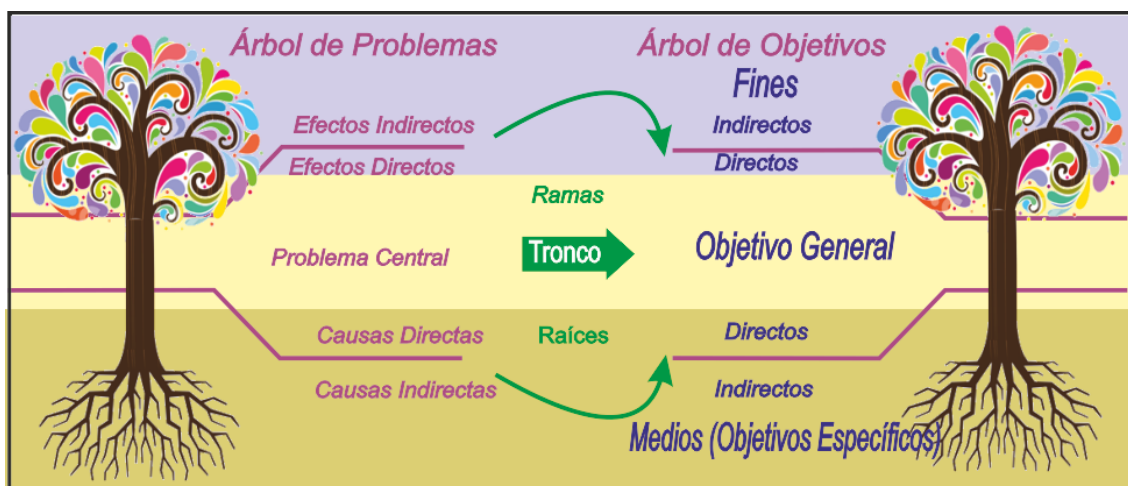 Árbol de Problemas
Árbol de Objetivos
Fines
Efectos Indirectos
Indirectos
Efectos Directos
Directos
Ramas
Problema Central
Tronco
Objetivo General
Causas Directas
Raíces
Directos
Causas Indirectas
Indirectos
Medios (Objetivos Específicos)